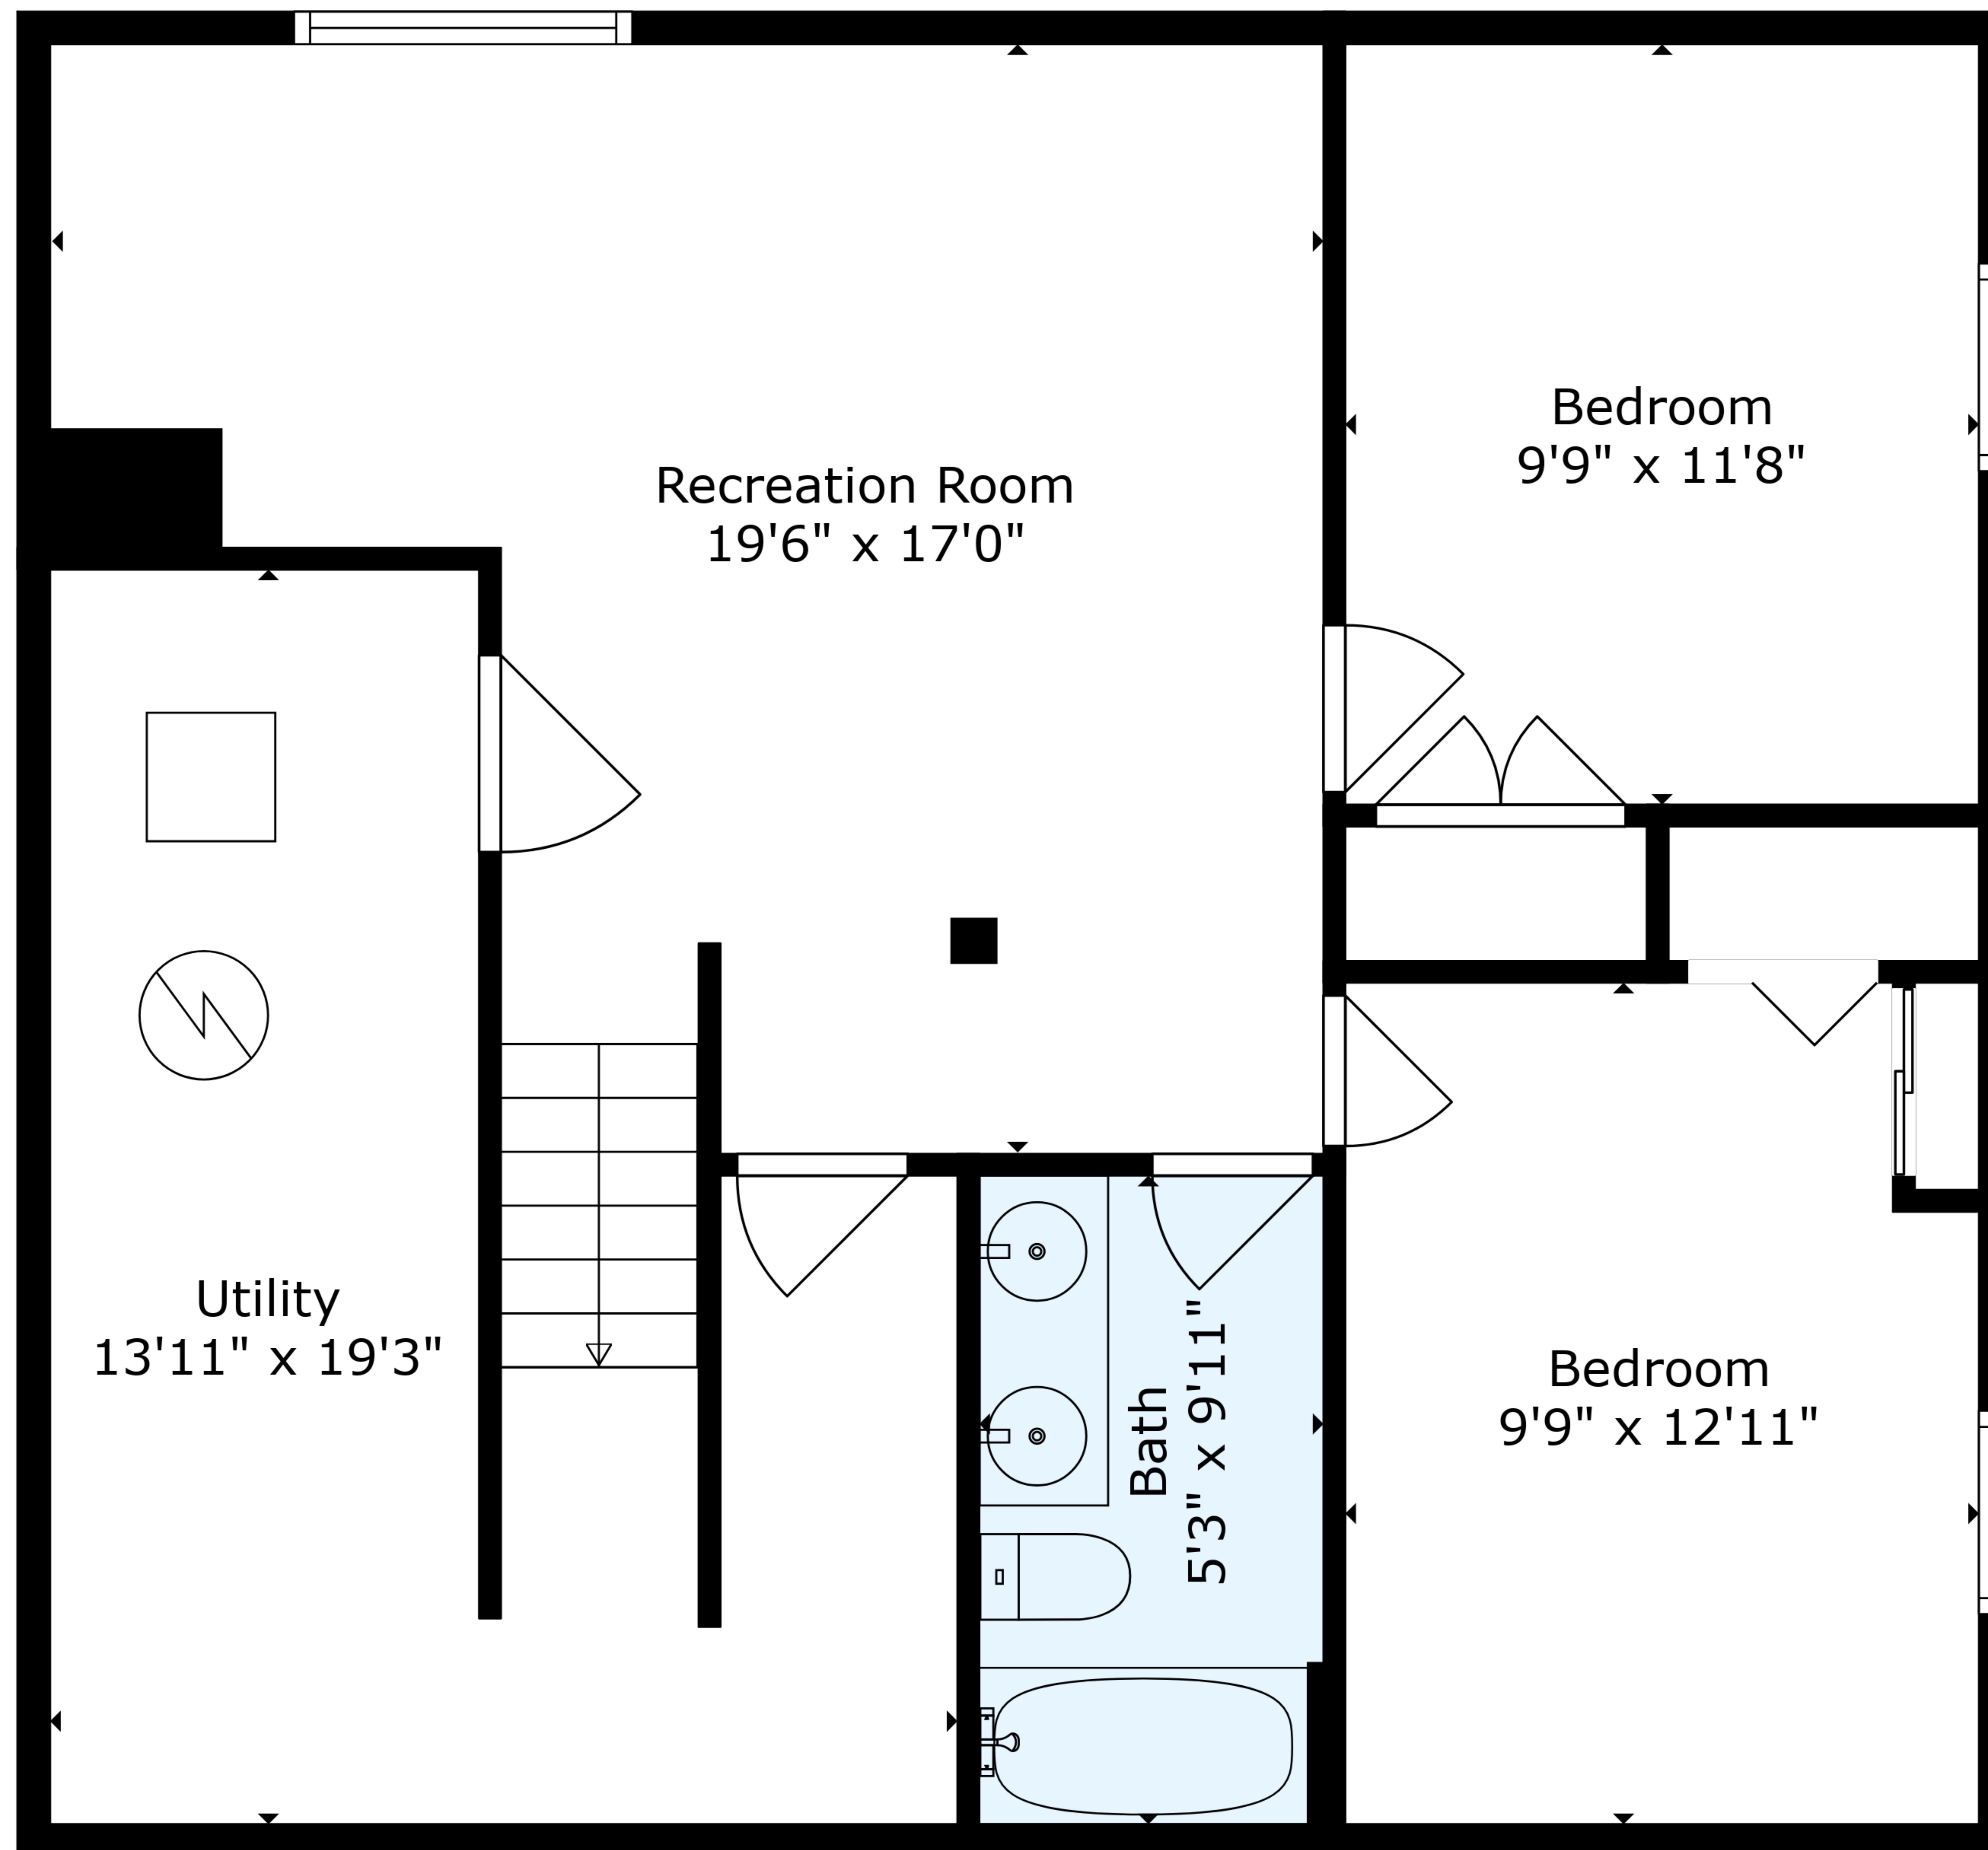 Bedroom
9'9" x 11'8"
Recreation Room
19'6" x 17'0"
Utility
13'11" x 19'3"
Bath
5'3" x 9'11"
Bedroom
9'9" x 12'11"